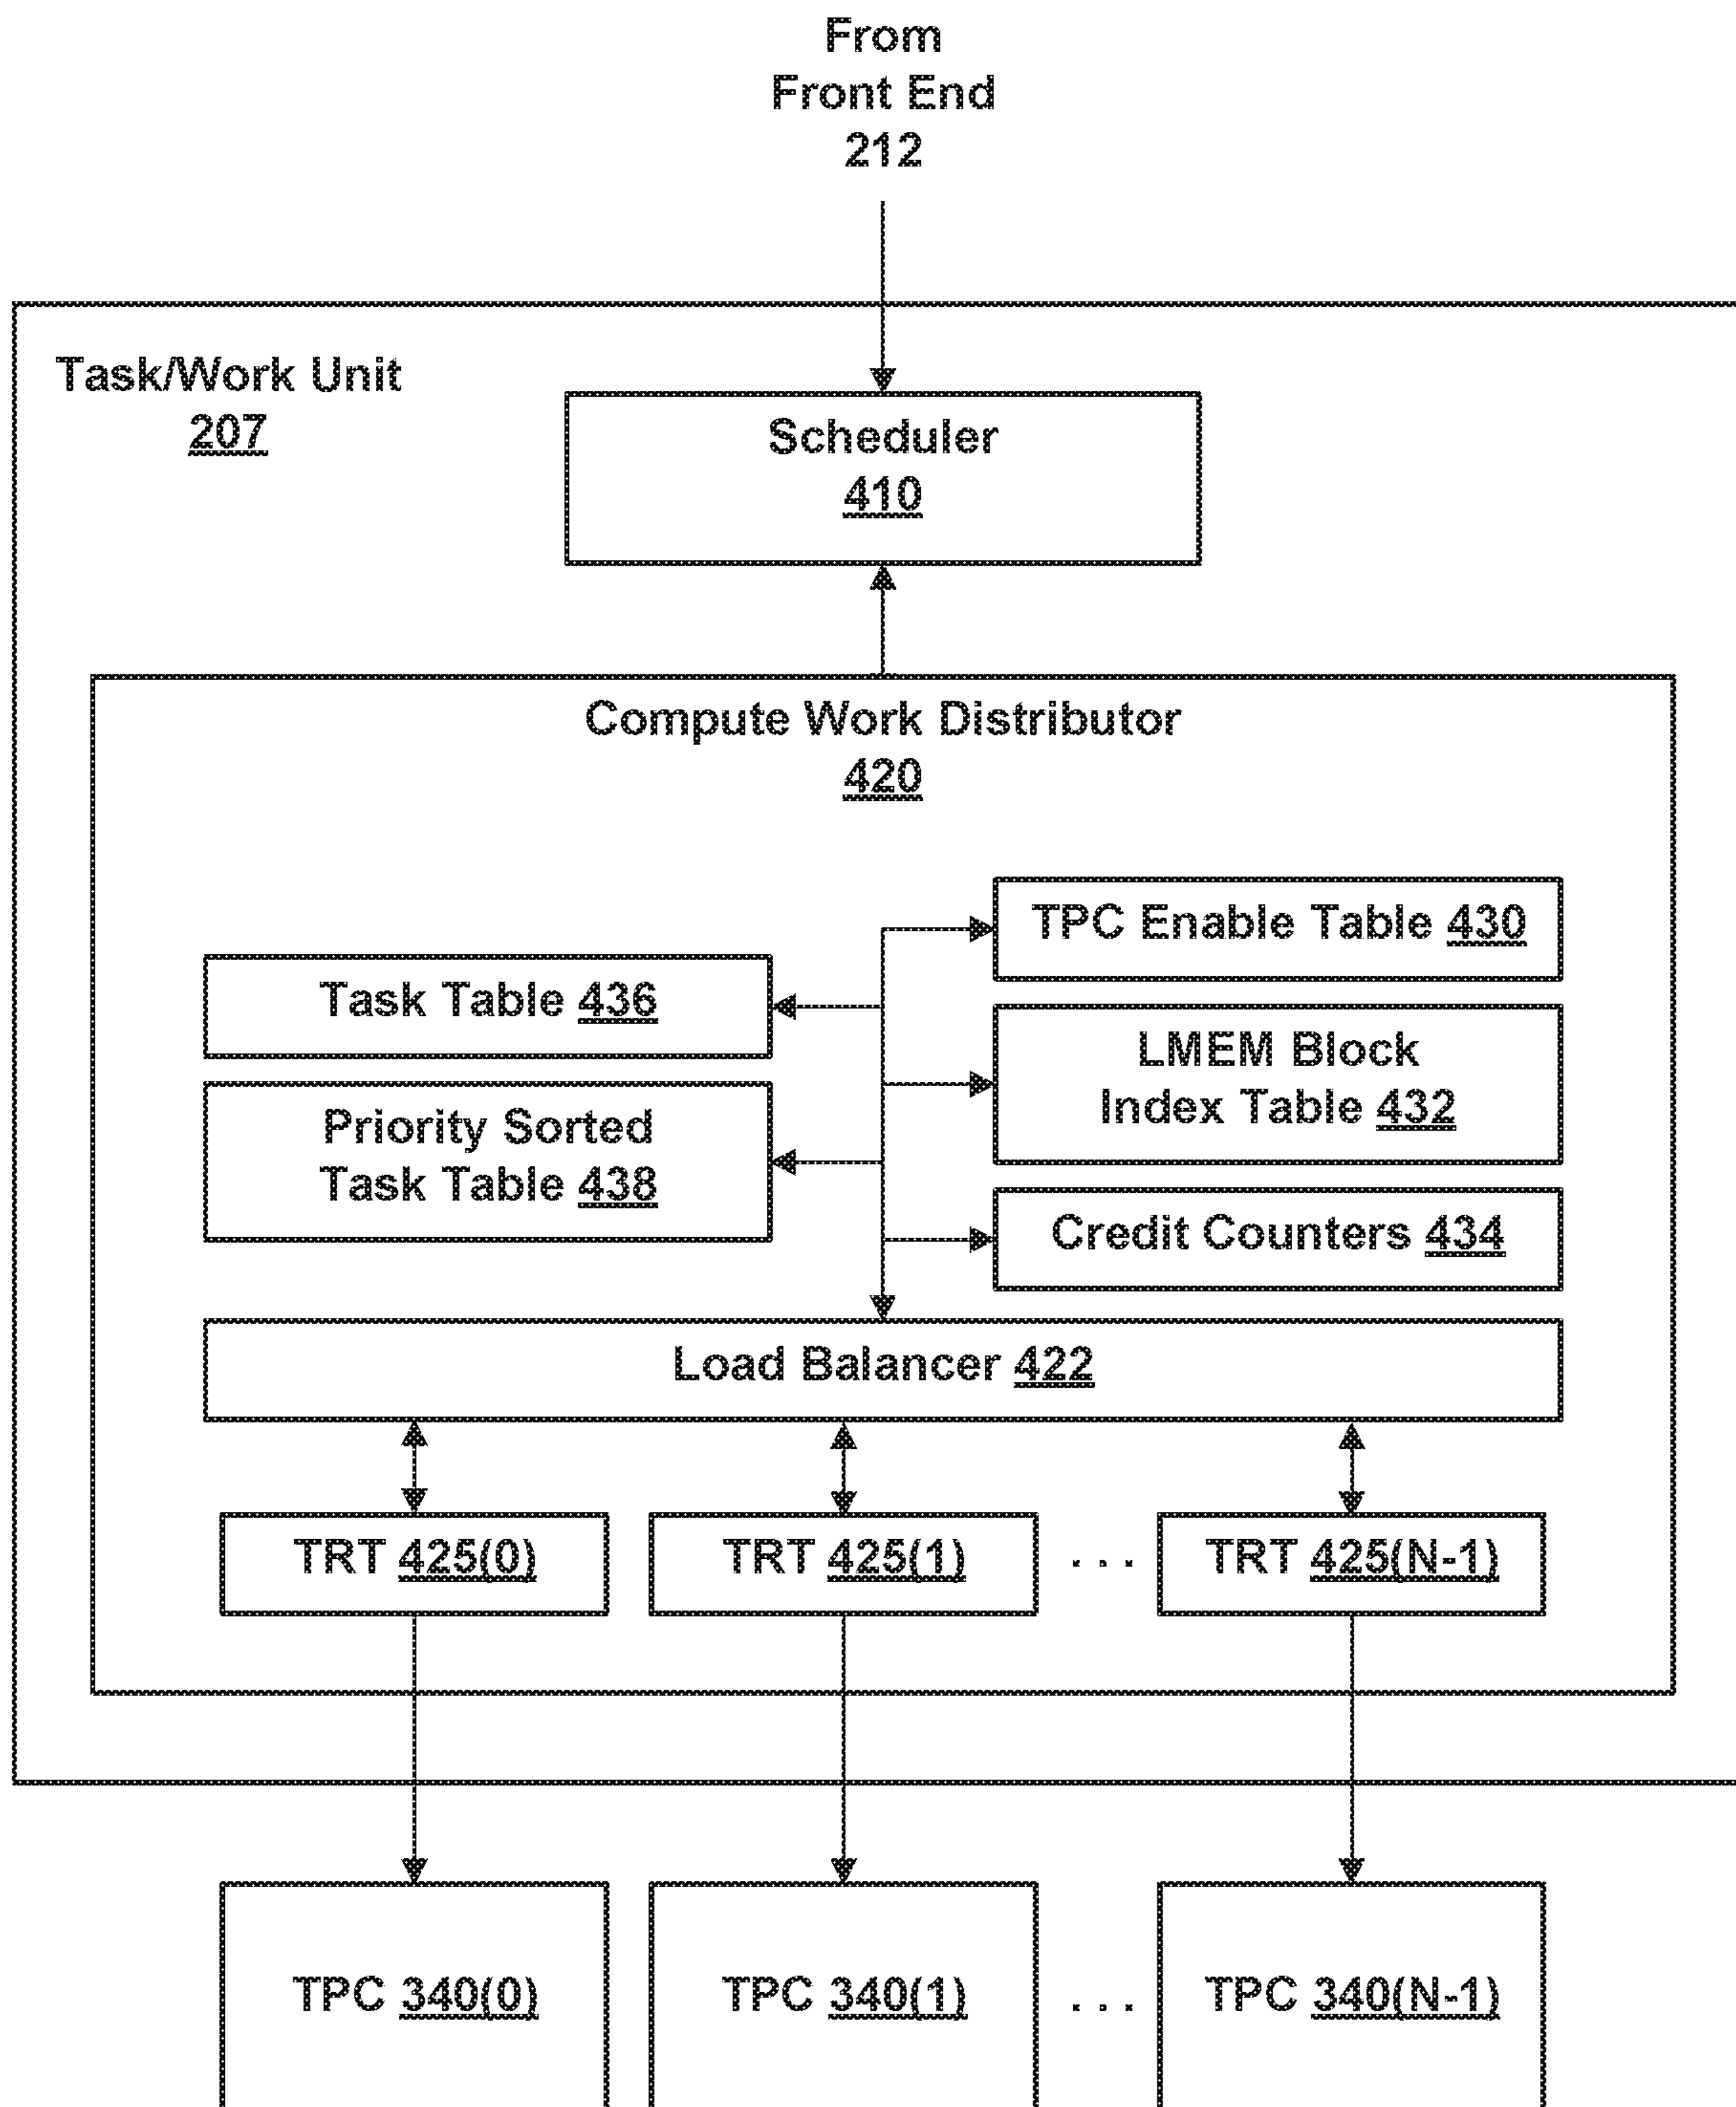 From
Front End
212
Task/Work Unit
207
Scheduler
410
Compute Work Distributor
420
TPC Enable Table 430
Task Table 436
LMEM Block
Index Table 432
Priority Sorted
Task Table 438
Credit Counters 434
Load Balancer 422
TRT 425(0) TRT 425(1) . . . TRT 425(N-1)
TPC 340(0) TPC 340(1) . . . TPC 340(N-1)